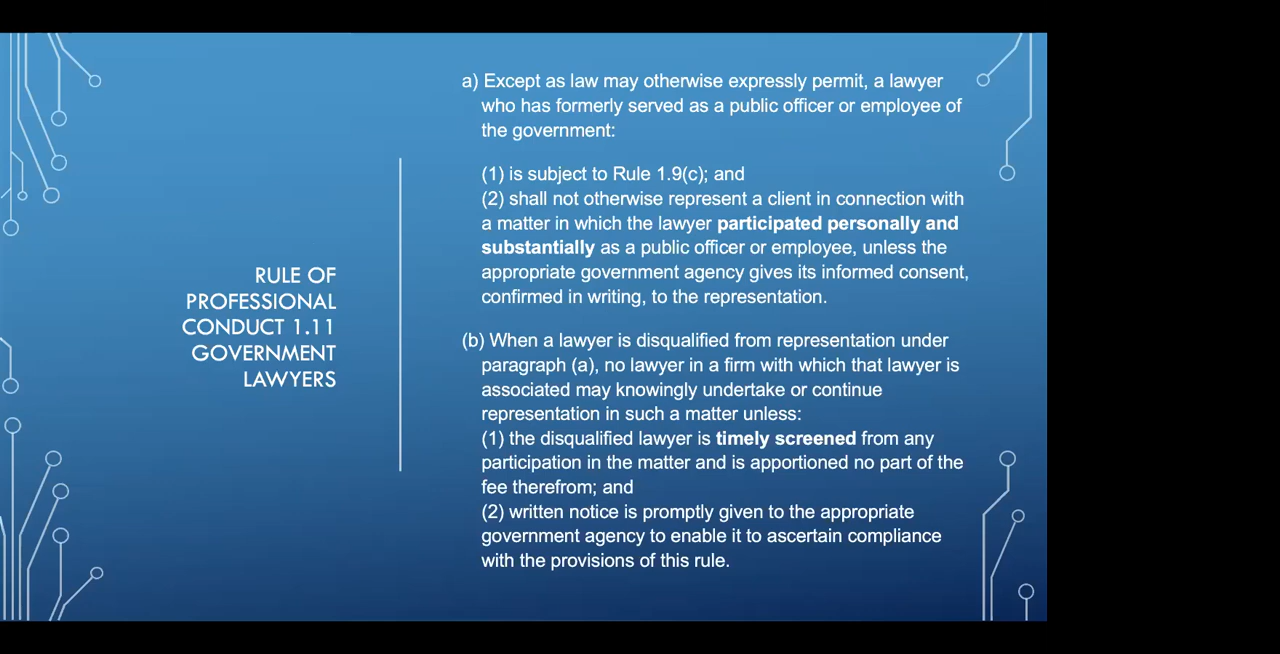 RULE OF
PROFESSIONAL
CONDUCT 1.11
GOVERNMENT
LAWYERS
a) Except as law may otherwise expressly permit, a lawyer
who has formerly served as a public officer or employee of
the government:
(1) is subject to Rule 1.9(c); and
(2) shall not otherwise represent a client in connection with
a matter in which the lawyer participated personally and
substantially as a public officer or employee, unless the
appropriate government agency gives its informed consent,
confirmed in writing, to the representation.
(b) When a lawyer is disqualified from representation under
paragraph (a), no lawyer in a firm with which that lawyer is
associated may knowingly undertake or continue
representation in such a matter unless:
(1) the disqualified lawyer is timely screened from any
participation in the matter and is apportioned no part of the
fee therefrom; and
(2) written notice is promptly given to the appropriate
government agency to enable it to ascertain compliance
with the provisions of this rule.